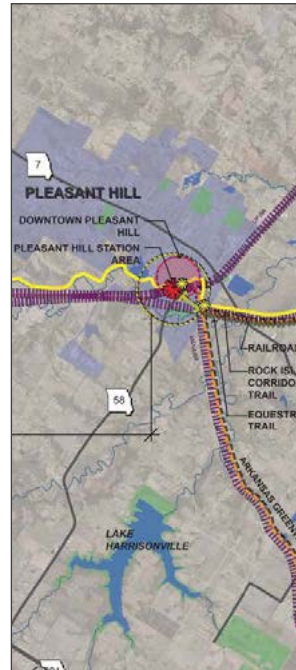 7
PLEASANT HILL
DOWNTOWN PLEASANT
HILL
PLEASANT HILL STATION
AREA
RAILROAD
ROCK ISL
CORRIDO
TRAIL
58
EQUESTR
TRAIL
ARKANSAS GREENW
LAKE
HARRISONVILLE